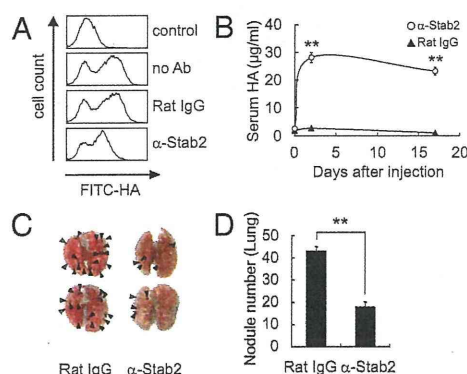 A
control
no Ab
Rat IgG
α-Stab2
cell count
FITC-HA
B
Serum HA (μg/ml)
40
30
20
10
0
**
**
α-Stab2
Rat IgG
0
5
10
15
20
Days after injection
C
Rat IgG
α-Stab2
D
Nodule number (Lung)
50
40
30
20
10
0
**
Rat IgG α-Stab2